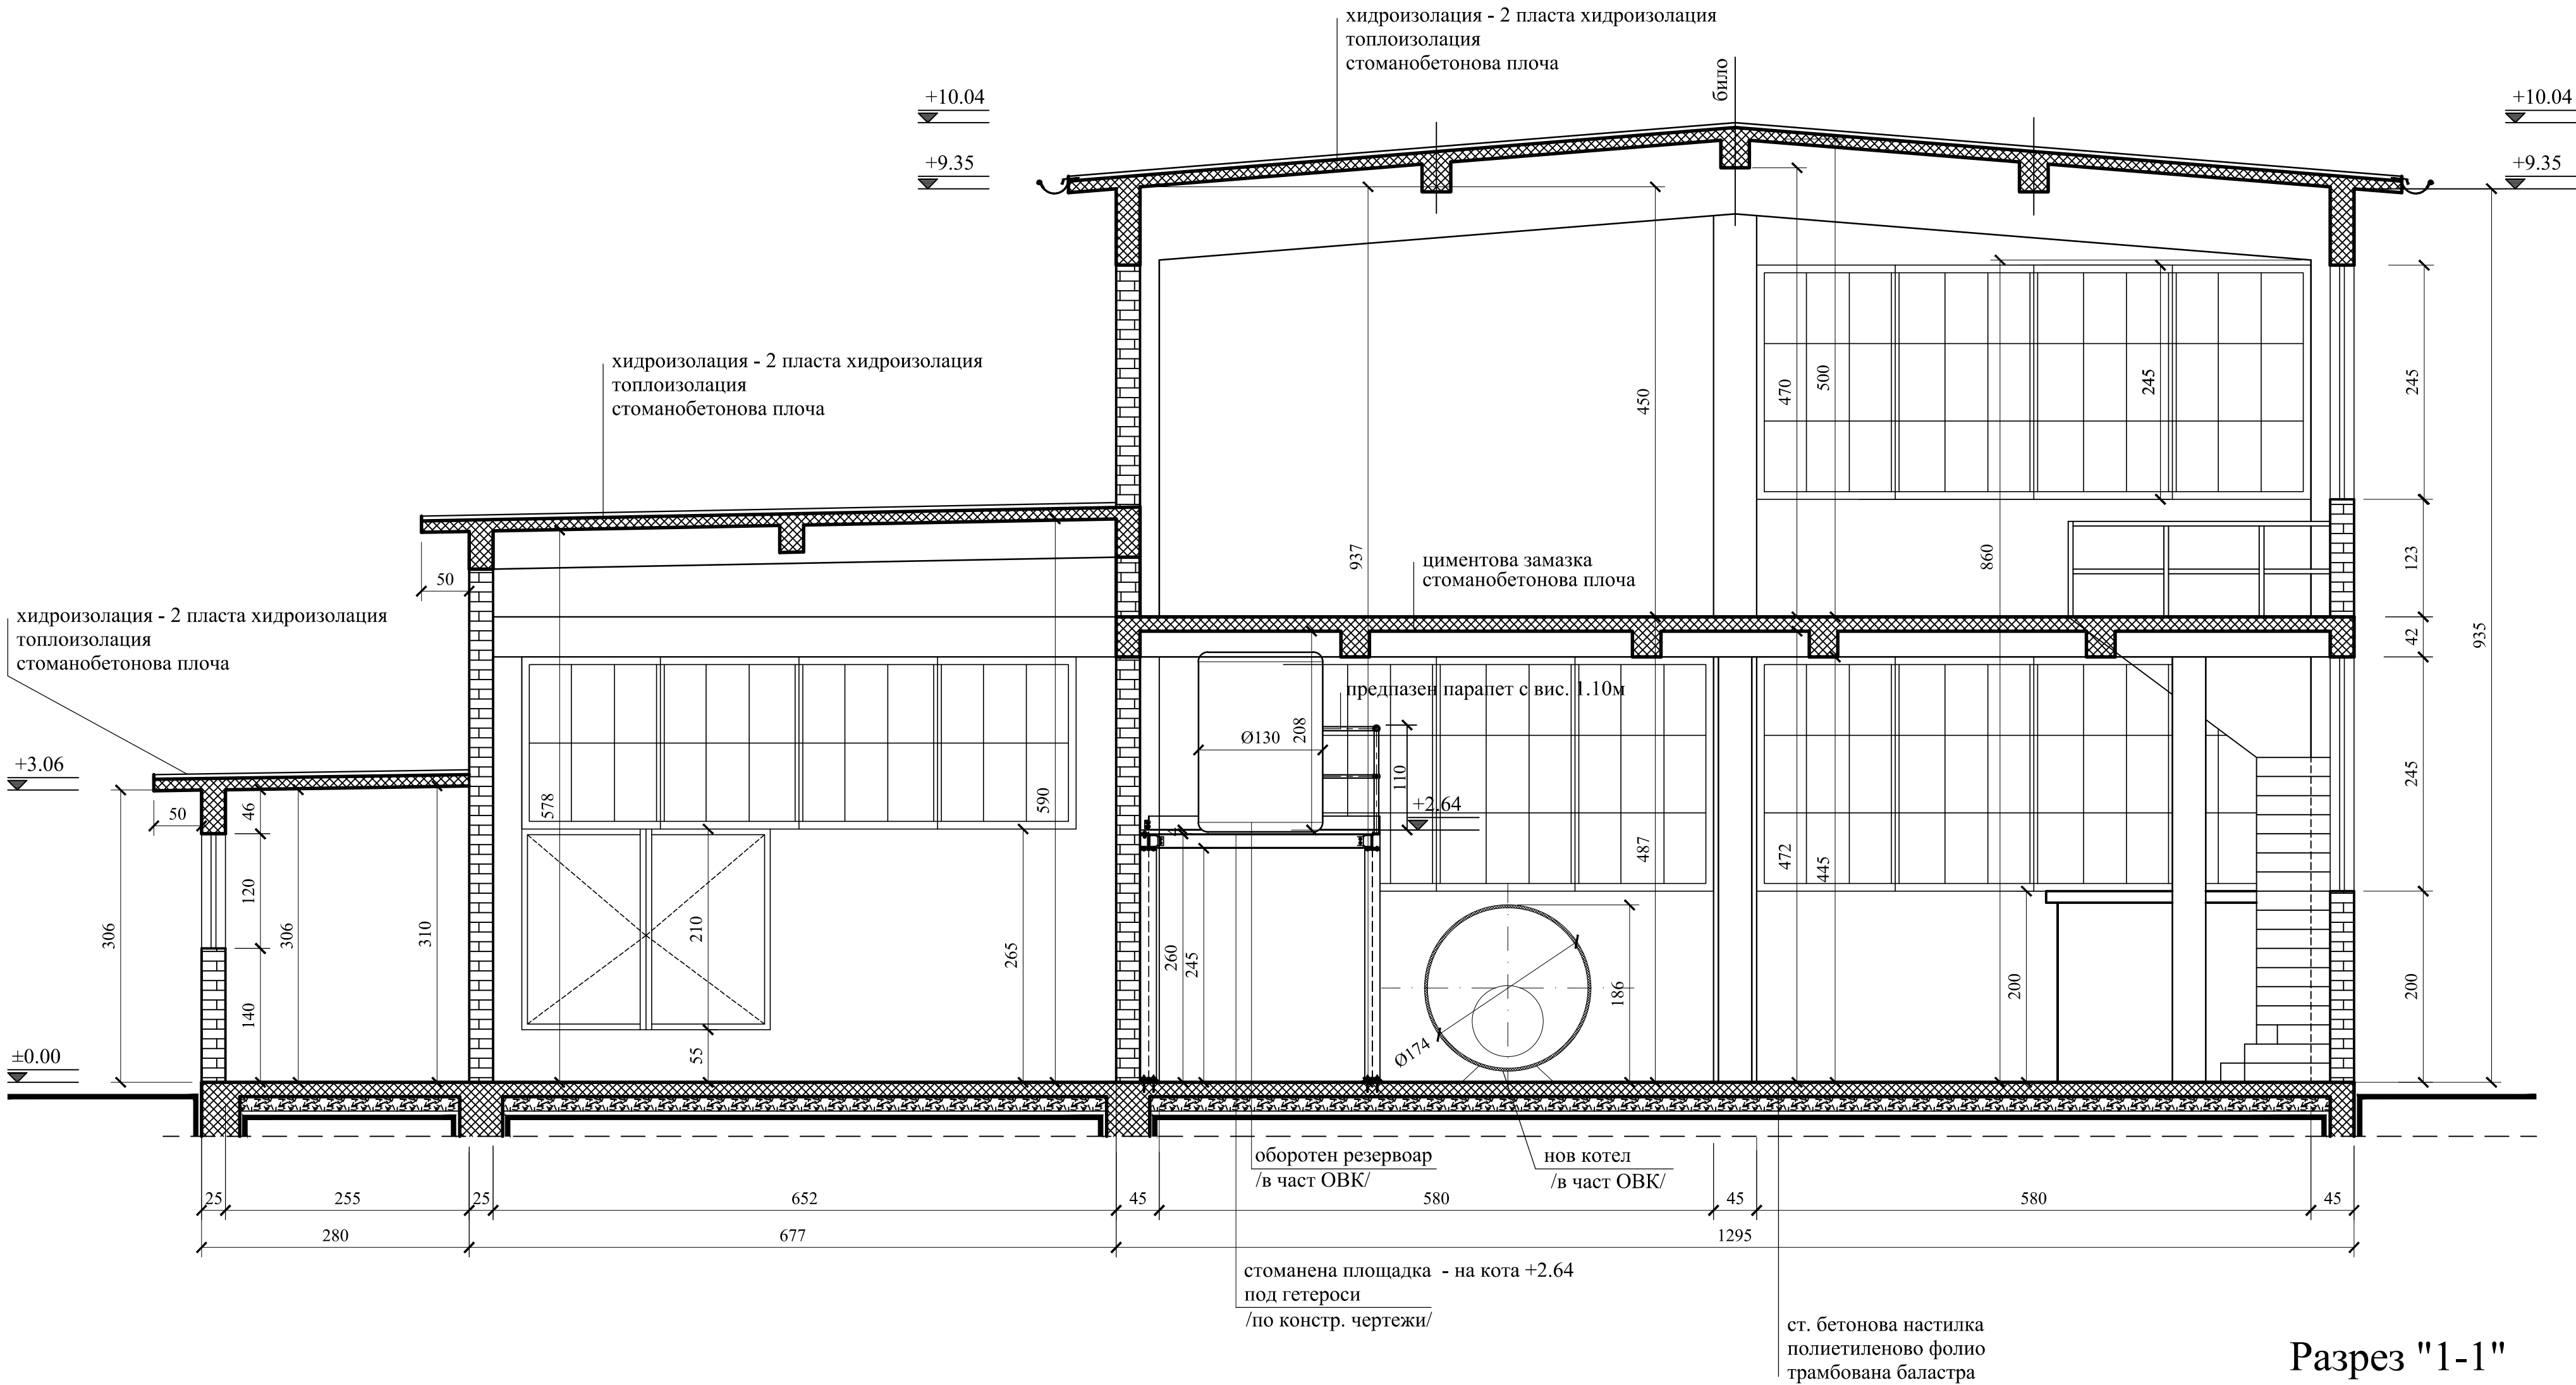 хидроизолация - 2 пласта хидроизолация
топлоизолация
стоманобетонова плоча
било
+10.04
+9.35
+10.04
+9.35
хидроизолация - 2 пласта хидроизолация
топлоизолация
стоманобетонова плоча
хидроизолация - 2 пласта хидроизолация
топлоизолация
стоманобетонова плоча
циментова замазка
стоманобетонова плоча
предпазен парапет с вис. 1.10м
+3.06
±0.00
+2.64
50
50
306
46
120
140
306
310
578
210
55
265
590
937
450
470
500
245
860
245
123
42
245
200
935
Ø130
208
110
260
245
487
472
445
186
Ø174
200
оборотен резервоар
/в част ОВК/
нов котел
/в част ОВК/
25
255
25
652
45
580
45
580
45
280
677
1295
стоманена площадка - на кота +2.64
под гетероси
/по констр. чертежи/
ст. бетонова настилка
полиетиленово фолио
трамбована баластра
Разрез "1-1"